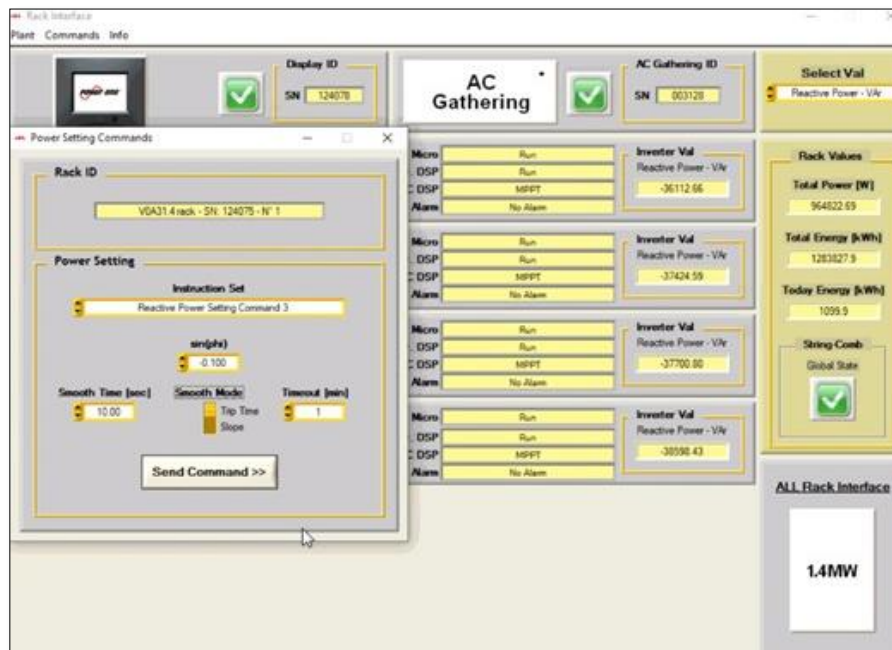 Rack Interface
Plant Commands Info
Display ID
SN 124078
power-one
AC Gathering
AC Gathering ID
SN 003128
Select Val
Reactive Power - VAr
Power Setting Commands
Rack ID
V0A31.4 rack - SN: 124075 - N° 1
Power Setting
Instruction Set
Reactive Power Setting Command 3
sin(phi)
-0.100
Smooth Time [sec]
10.00
Smooth Mode
Trip Time
Slope
Timeout [min]
1
Send Command >>
Micro Run
. DSP Run
C DSP MPPT
Alarm No Alarm
Inverter Val
Reactive Power - VAr
-36112.66
Micro Run
. DSP Run
C DSP MPPT
Alarm No Alarm
Inverter Val
Reactive Power - VAr
-37424.59
Micro Run
. DSP Run
C DSP MPPT
Alarm No Alarm
Inverter Val
Reactive Power - VAr
-37700.80
Micro Run
. DSP Run
C DSP MPPT
Alarm No Alarm
Inverter Val
Reactive Power - VAr
Rack Values
Total Power [W]
964822.69
Total Energy [kWh]
1283827.9
Today Energy [kWh]
1099.9
String-Comb
Global State
ALL Rack Interface
1.4MW